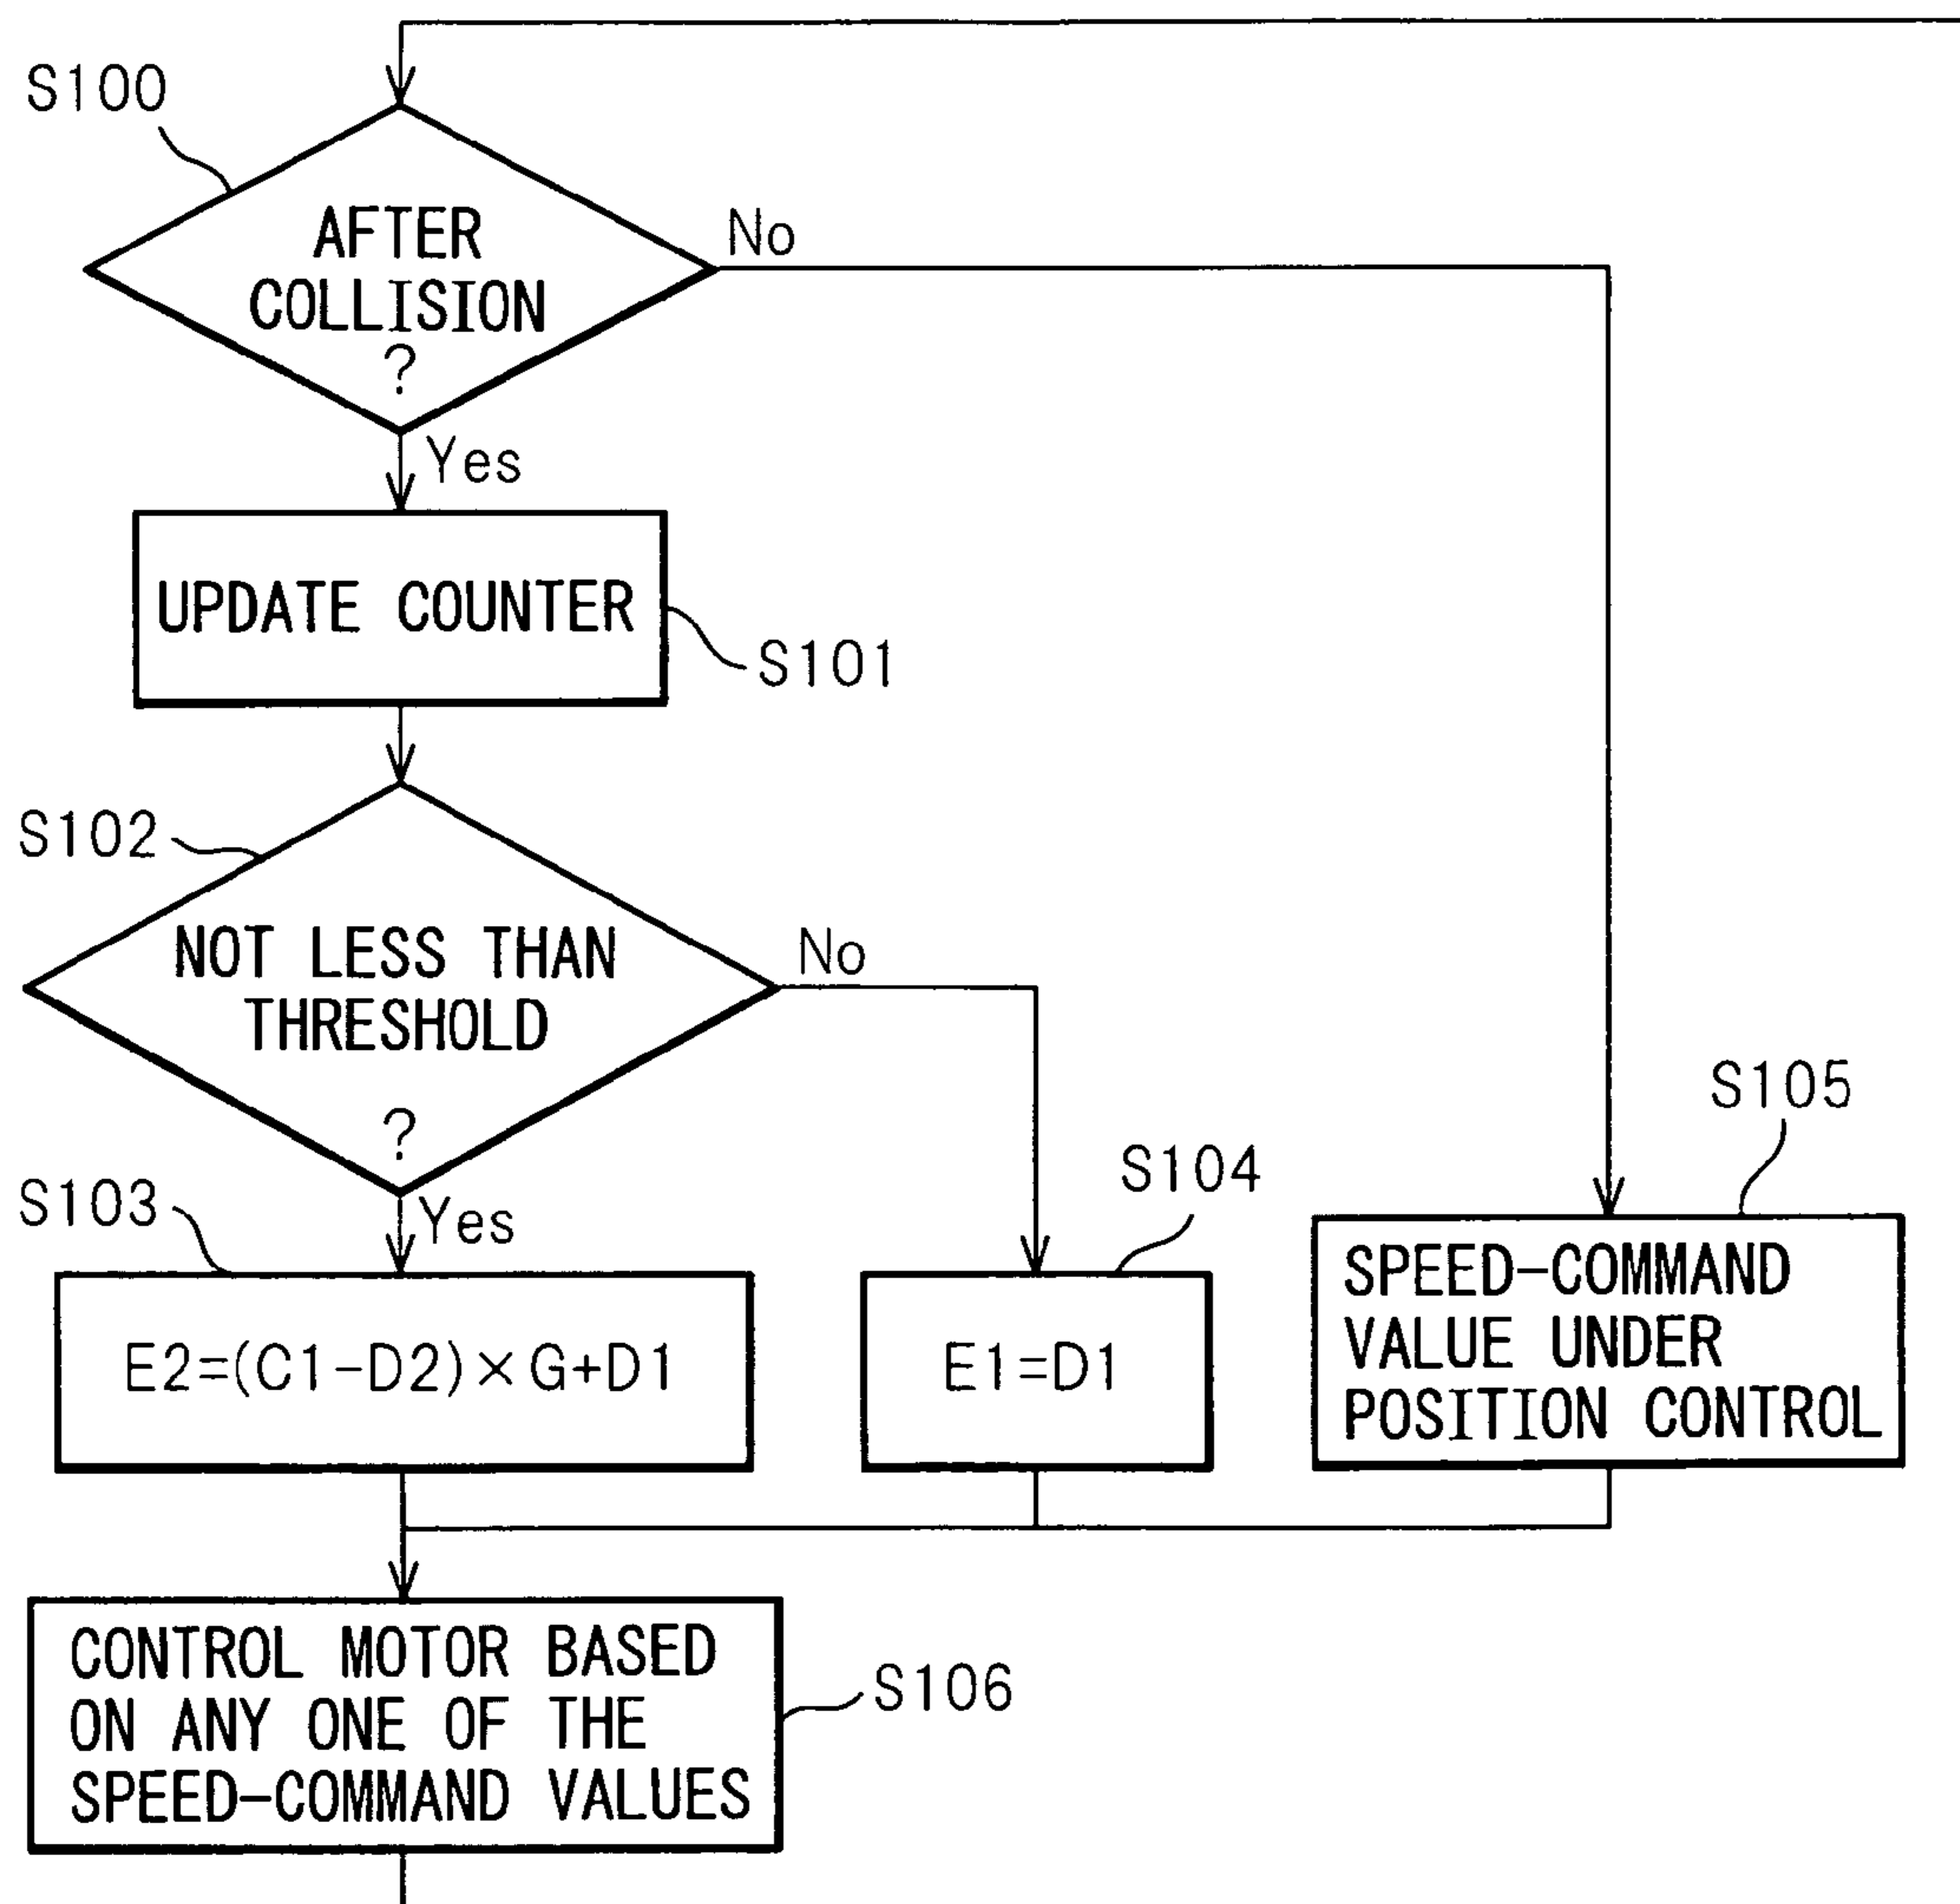 S100
AFTER
COLLISION
?
No
Yes
UPDATE COUNTER
S101
S102
NOT LESS THAN
THRESHOLD
?
No
Yes
S103
E2=(C1-D2)×G+D1
S104
E1=D1
S105
SPEED-COMMAND
VALUE UNDER
POSITION CONTROL
CONTROL MOTOR BASED
ON ANY ONE OF THE
SPEED-COMMAND VALUES
S106